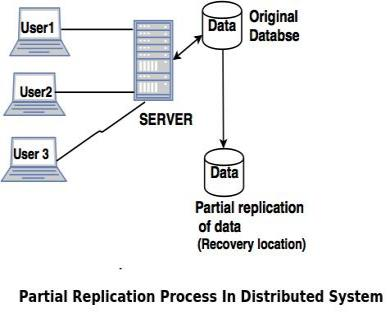 User1
Data
Original
Databse
User2
SERVER
User 3
Data
Partial replication
of data
(Recovery location)
Partial Replication Process In Distributed System